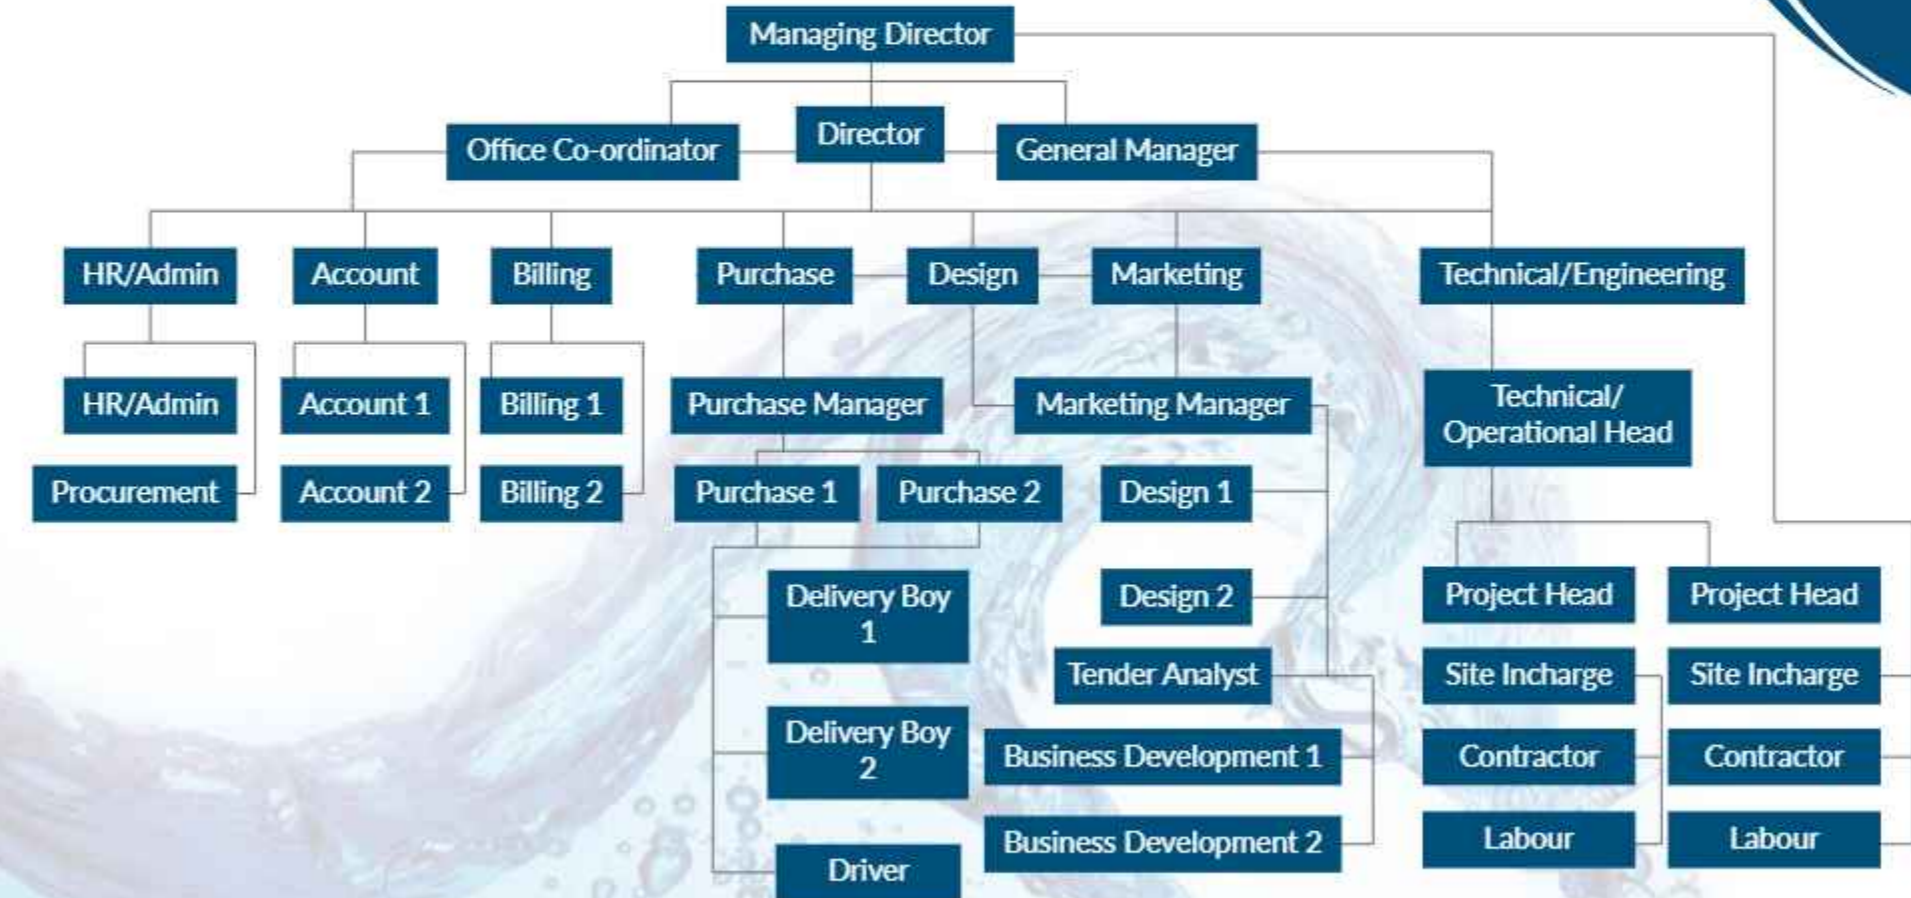 Managing Director
Office Co-ordinator
Director
General Manager
HR/Admin
Account
Billing
Purchase
Design
Marketing
Technical/Engineering
HR/Admin
Account 1
Billing 1
Purchase Manager
Marketing Manager
Technical/
Operational Head
Procurement
Account 2
Billing 2
Purchase 1
Purchase 2
Design 1
Delivery Boy
1
Design 2
Project Head
Project Head
Tender Analyst
Site Incharge
Site Incharge
Delivery Boy
2
Business Development 1
Contractor
Contractor
Business Development 2
Labour
Labour
Driver